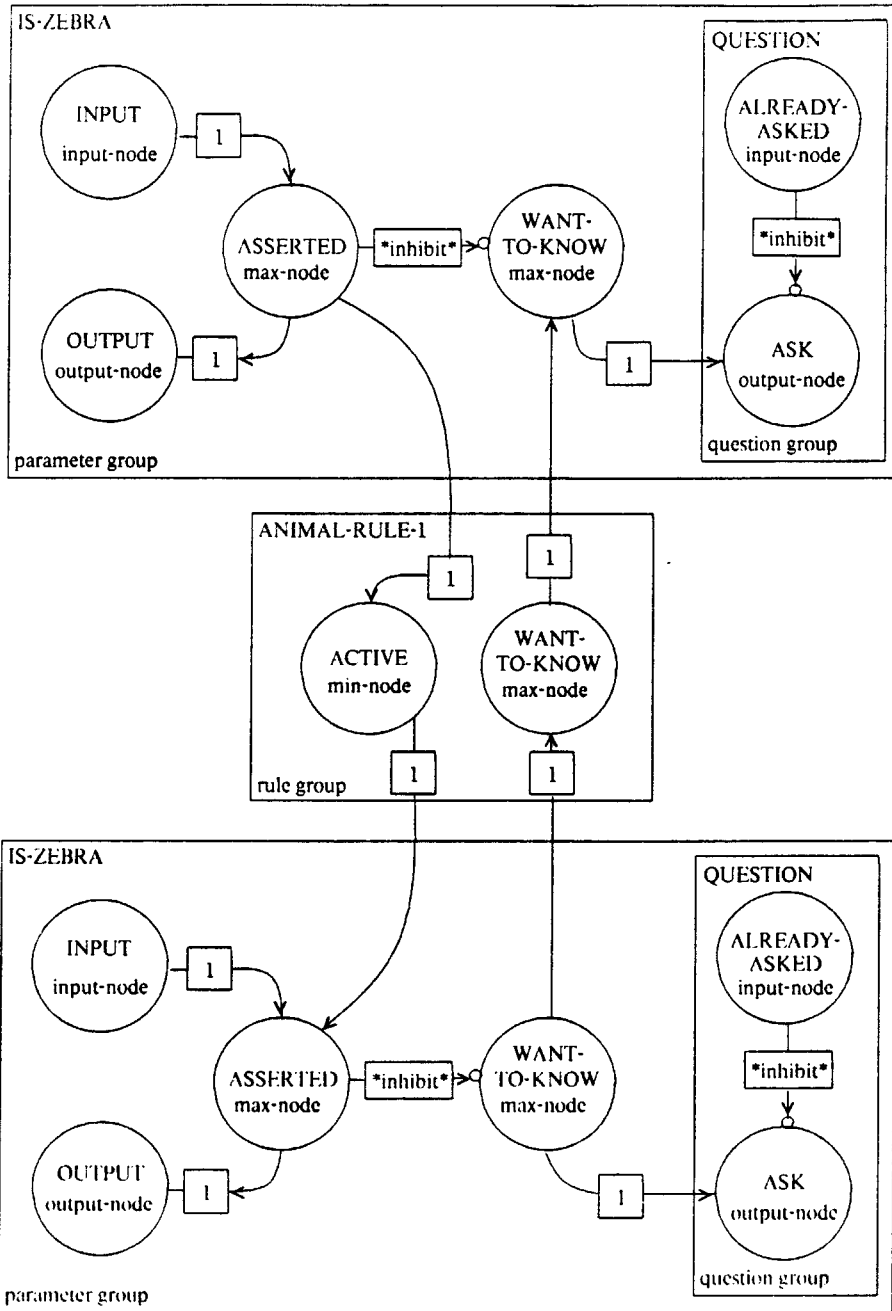 IS-ZEBRA
QUESTION
INPUT
input-node
1
ALREADY-
ASKED
input-node
ASSERTED
max-node
*inhibit*
WANT-
TO-KNOW
max-node
*inhibit*
OUTPUT
output-node
1
1
ASK
output-node
parameter group
question group
ANIMAL-RULE-1
1
1
ACTIVE
min-node
WANT-
TO-KNOW
max-node
1
1
rule group
IS-ZEBRA
QUESTION
INPUT
input-node
1
ALREADY-
ASKED
input-node
ASSERTED
max-node
*inhibit*
WANT-
TO-KNOW
max-node
*inhibit*
OUTPUT
output-node
1
1
ASK
output-node
parameter group
question group